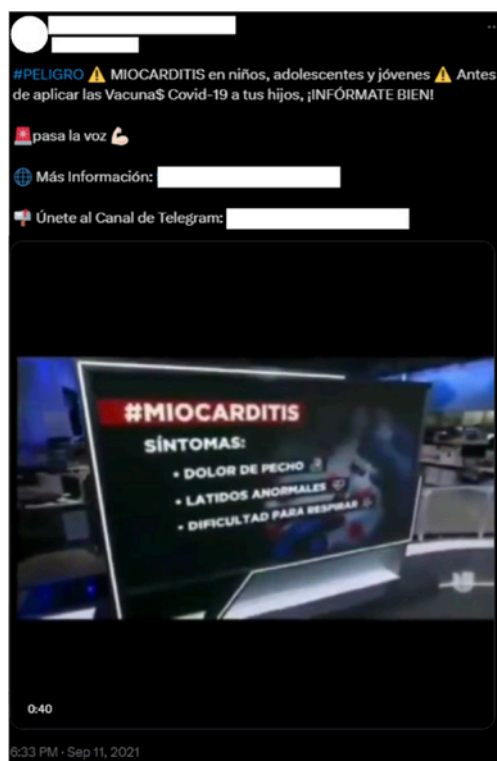 #PELIGRO ⚠️ MIOCARDITIS en niños, adolescentes y jóvenes ⚠️ Antes
de aplicar las Vacuna$ Covid-19 a tus hijos, ¡INFÓRMATE BIEN!
🚨pasa la voz 💪🏻
🌐 Más Información:
📬 Únete al Canal de Telegram:
#MIOCARDITIS
SÍNTOMAS:
• DOLOR DE PECHO
• LATIDOS ANORMALES
• DIFICULTAD PARA RESPIRAR
0:40
6:33 PM · Sep 11, 2021